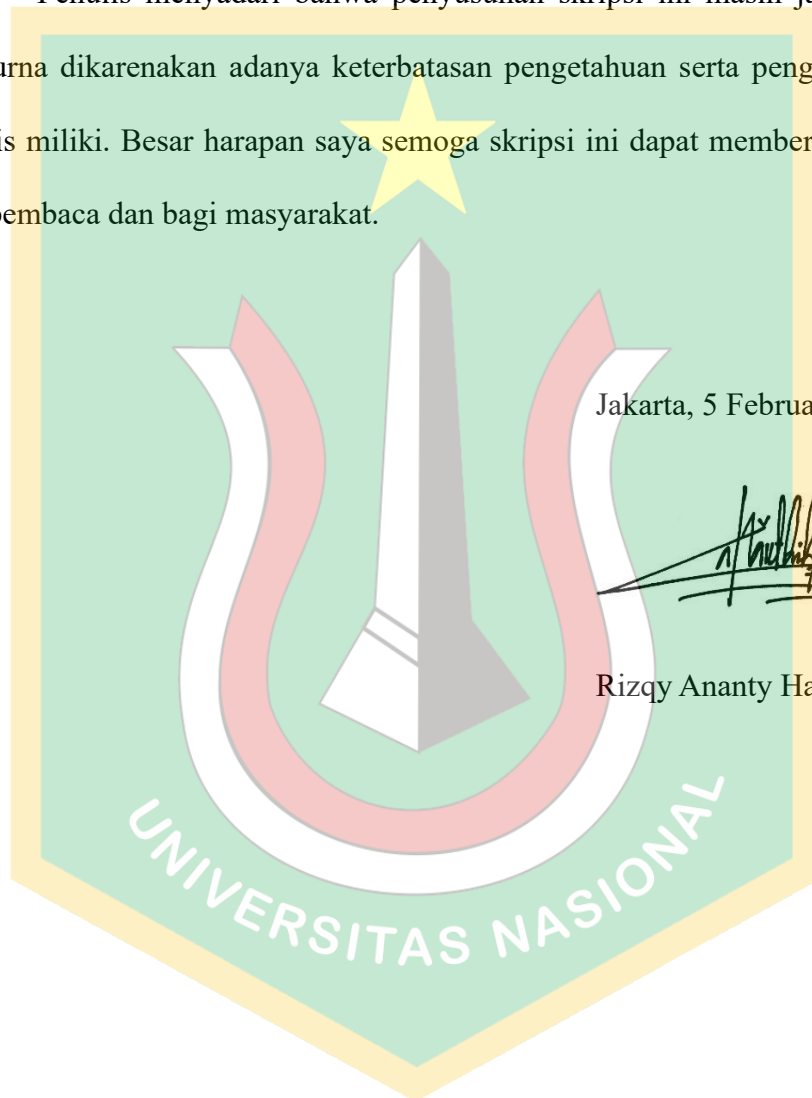 Penulis menyadari bahwa penyusunan skripsi ini masih ja
urna dikarenakan adanya keterbatasan pengetahuan serta peng
is miliki. Besar harapan saya semoga skripsi ini dapat member
pembaca dan bagi masyarakat.
Jakarta, 5 Februa
Rizqy Ananty Ha
UNIVERSITAS NASIONAL